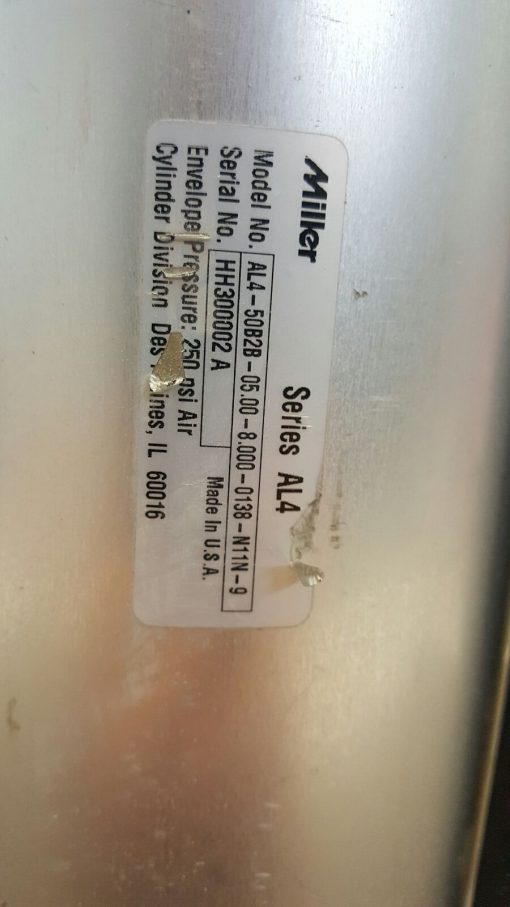 Miller
Series AL4
Model No. AL4-50B2B-05.00-8.000-0138-N11N-9
Serial No. HH300002 A
Made In U.S.A.
Envelope Pressure: 250 psi Air
Cylinder Division Des ines, IL 60016